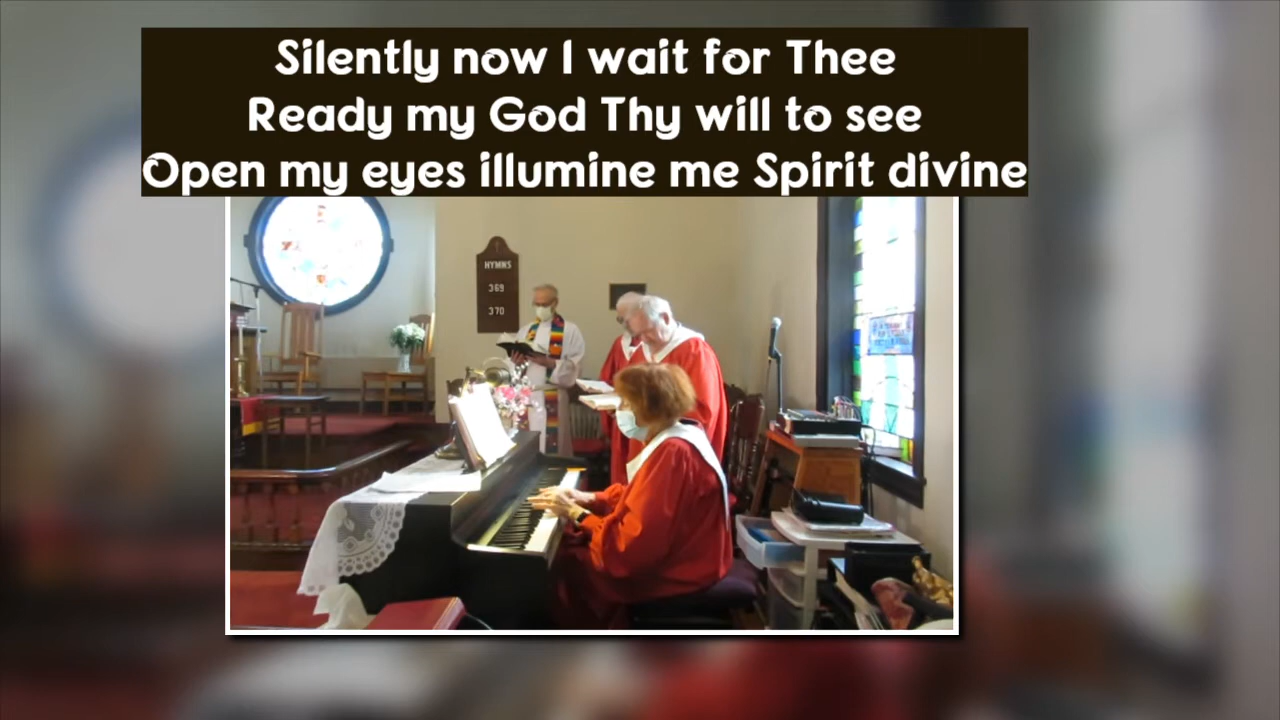 Silently now I wait for Thee
Ready my God Thy will to see
Open my eyes illumine me Spirit divine
HYMNS
369
370